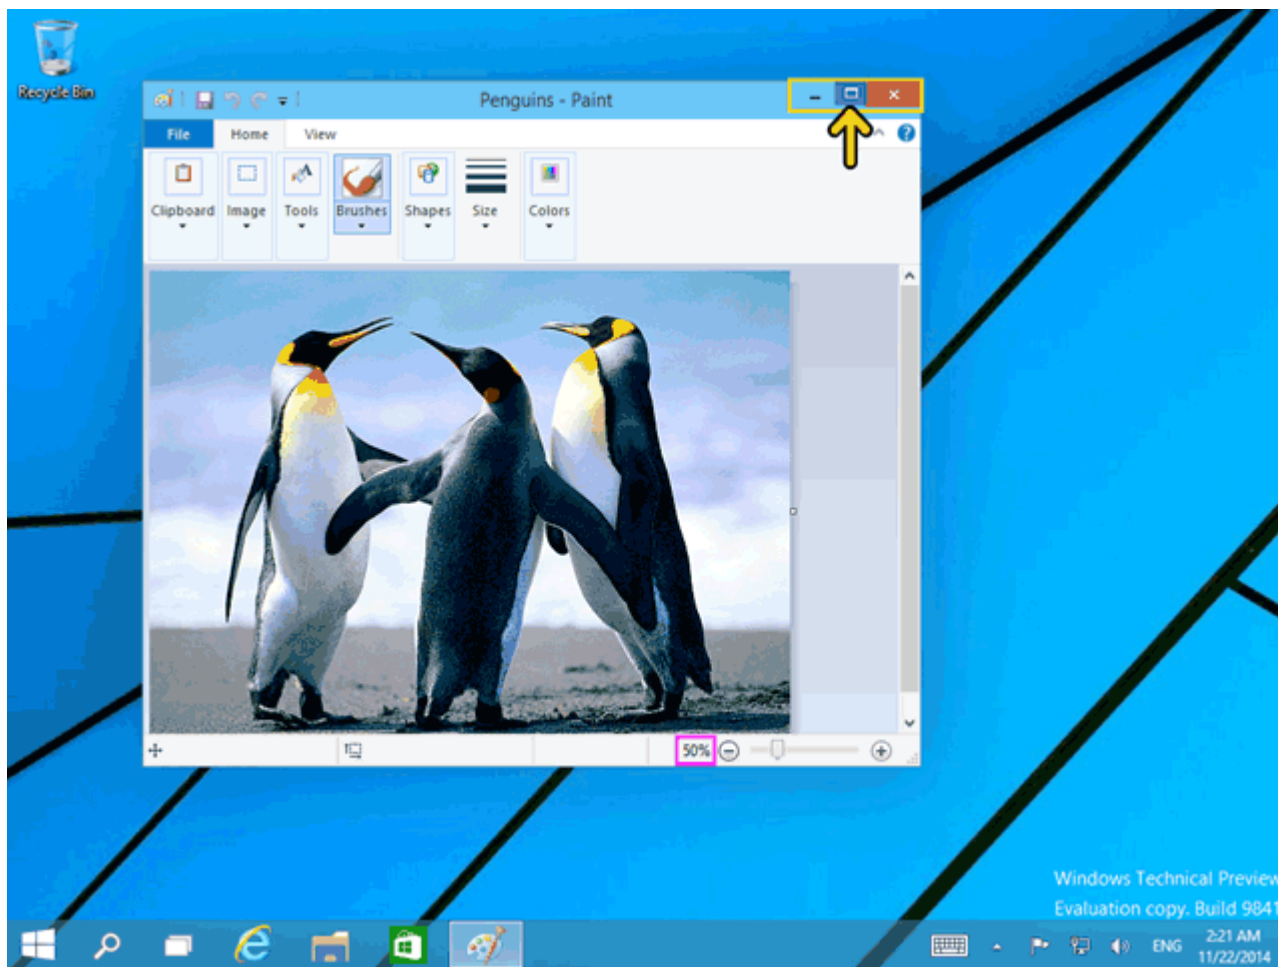 Recycle Bin
Penguins - Paint
File Home View
Clipboard Image Tools Brushes Shapes Size Colors
50%
Windows Technical Preview
Evaluation copy. Build 9841
ENG 2:21 AM
11/22/2014